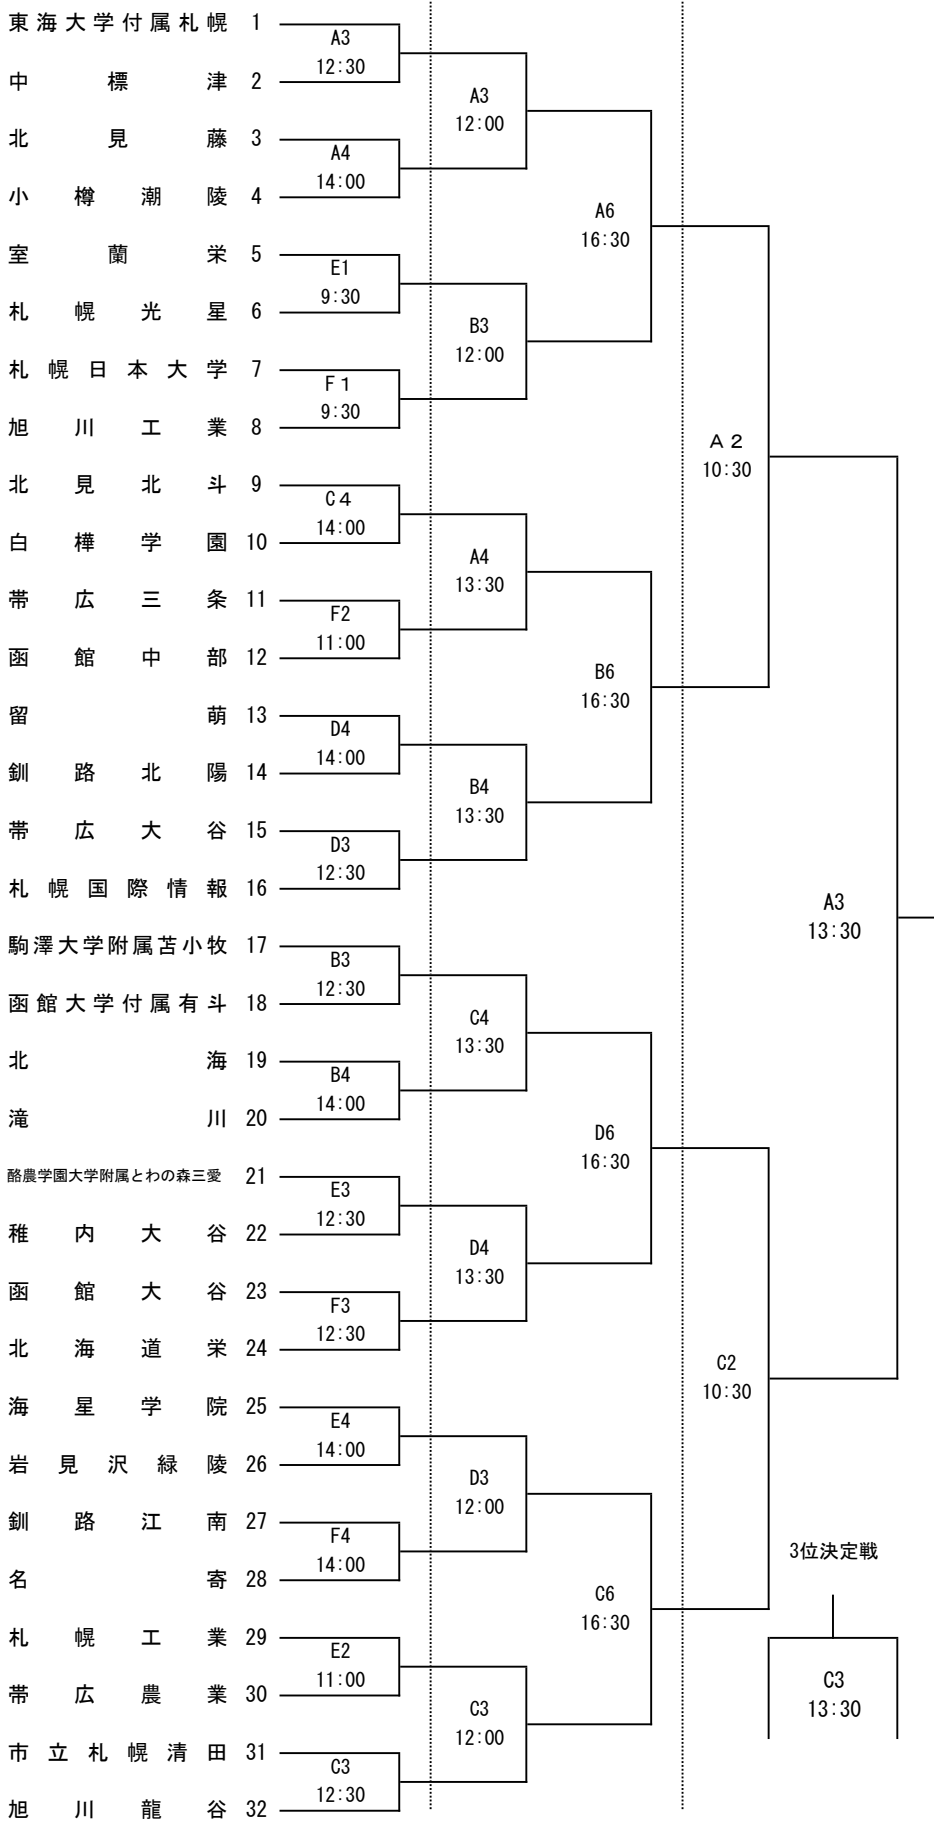 東海大学付属札幌 1
A3
12:30
中標津 2
A3
12:00
北見藤 3
A4
14:00
小樽潮陵 4
A6
16:30
室蘭栄 5
E1
9:30
札幌光星 6
B3
12:00
札幌日本大学 7
F１
9:30
旭川工業 8
Ａ２
10:30
北見北斗 9
C４
14:00
白樺学園 10
A4
13:30
帯広三条 11
F2
11:00
函館中部 12
B6
16:30
留萌 13
D4
14:00
釧路北陽 14
B4
13:30
帯広大谷 15
D3
12:30
札幌国際情報 16
A3
13:30
駒澤大学附属苫小牧 17
B3
12:30
函館大学付属有斗 18
C4
13:30
北海 19
B4
14:00
滝川 20
D6
16:30
酪農学園大学附属とわの森三愛 21
E3
12:30
稚内大谷 22
D4
13:30
函館大谷 23
F3
12:30
北海道栄 24
C2
10:30
海星学院 25
E4
14:00
岩見沢緑陵 26
D3
12:00
釧路江南 27
F4
14:00
3位決定戦
名寄 28
C6
16:30
札幌工業 29
E2
11:00
帯広農業 30
C3
13:30
C3
12:00
市立札幌清田 31
C3
12:30
旭川龍谷 32